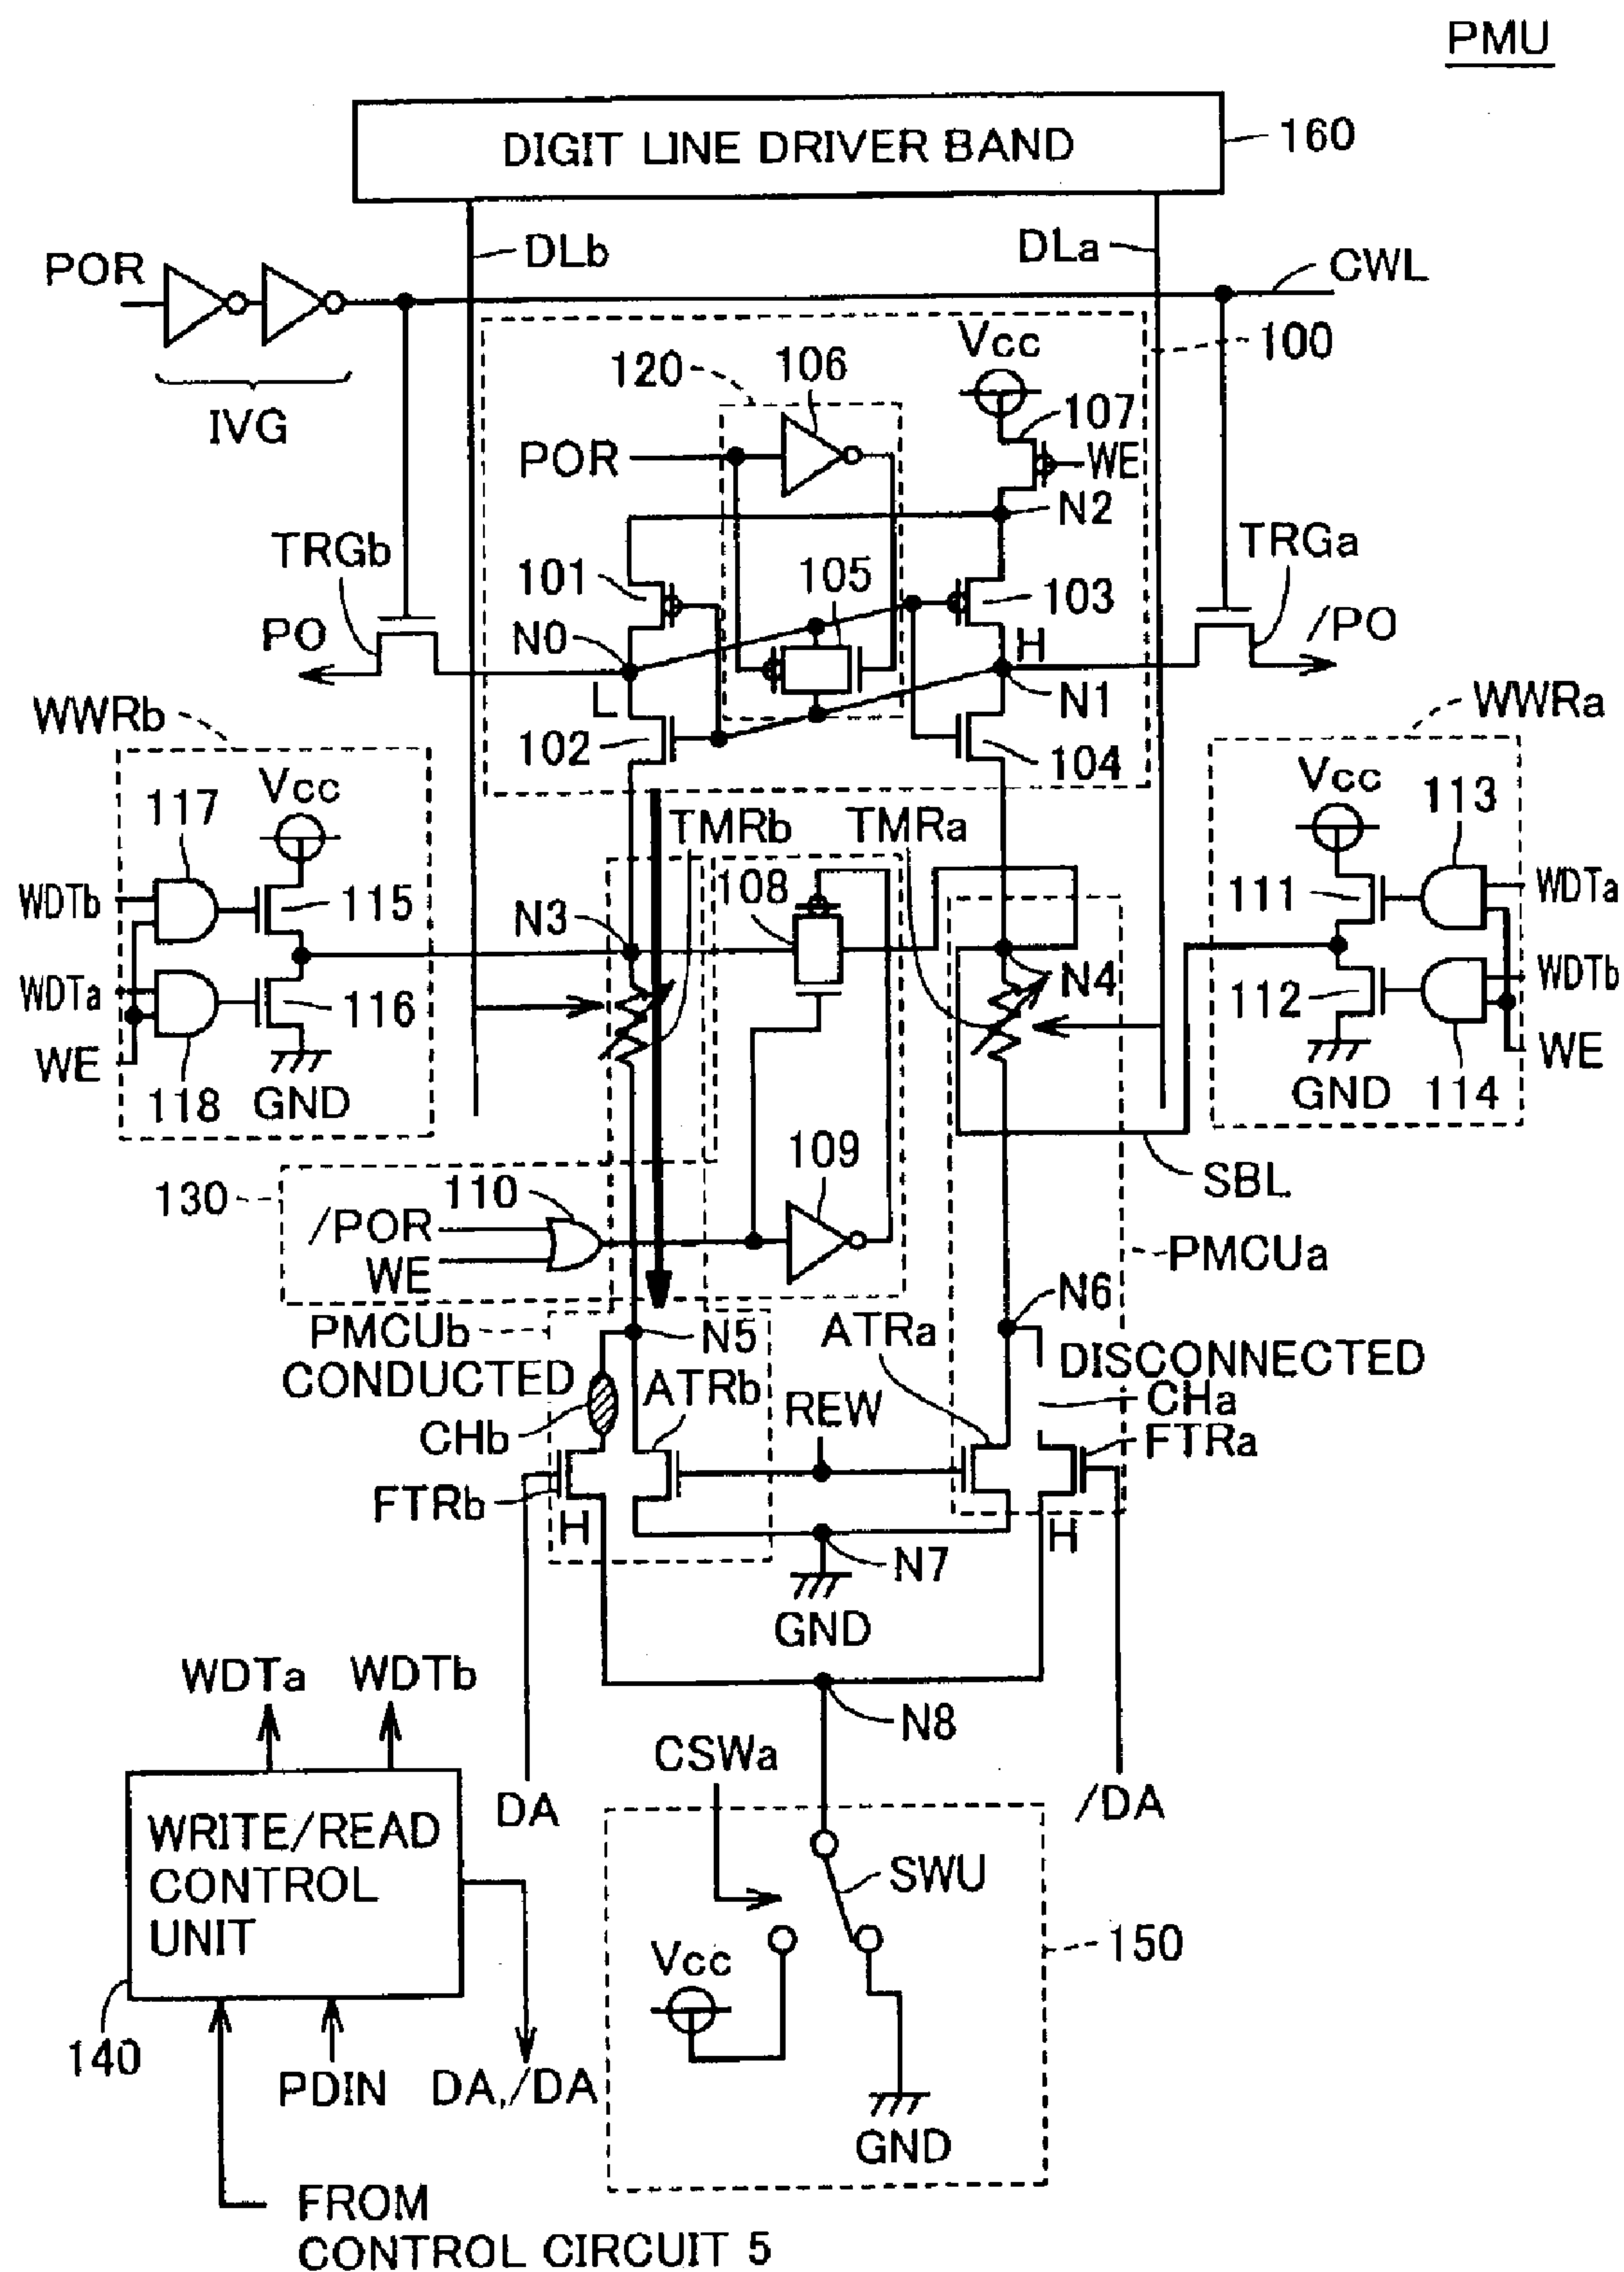 PMU
DIGIT LINE DRIVER BAND
160
DLb
DLa
POR
CWL
IVG
100
Vcc
120
106
107
POR
WE
N2
TRGb
TRGa
101
105
103
PO
N0
H
/PO
L
N1
WWRb
WWRa
102
104
117
Vcc
Vcc
113
TMRb
TMRa
WDTb
115
N3
108
111
WDTa
N4
WDTa
116
112
WDTb
WE
118
GND
GND
114
WE
109
SBL
130
110
/POR
WE
PMCUa
N6
PMCUb
N5
ATRa
CONDUCTED
DISCONNECTED
ATRb
REW
CHa
CHb
FTRa
FTRb
H
H
N7
GND
WDTa
WDTb
N8
CSWa
DA
/DA
WRITE/READ
CONTROL
UNIT
SWU
Vcc
150
140
PDIN
DA,/DA
GND
FROM
CONTROL CIRCUIT 5